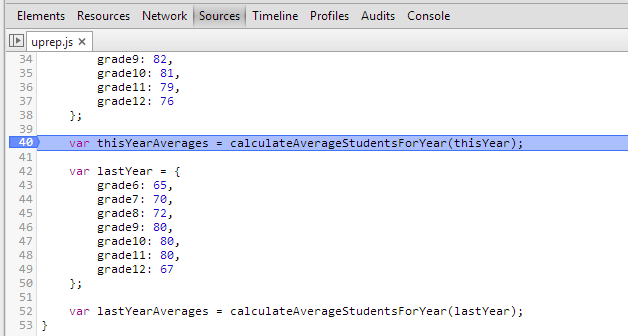 Elements Resources Network Sources Timeline Profiles Audits Console
uprep.js ×
34 grade9: 82,
35 grade10: 81,
36 grade11: 79,
37 grade12: 76
38 };
39
40 var thisYearAverages = calculateAverageStudentsForYear(thisYear);
41
42 var lastYear = {
43 grade6: 65,
44 grade7: 70,
45 grade8: 72,
46 grade9: 80,
47 grade10: 80,
48 grade11: 80,
49 grade12: 67
50 };
51
52 var lastYearAverages = calculateAverageStudentsForYear(lastYear);
53 }